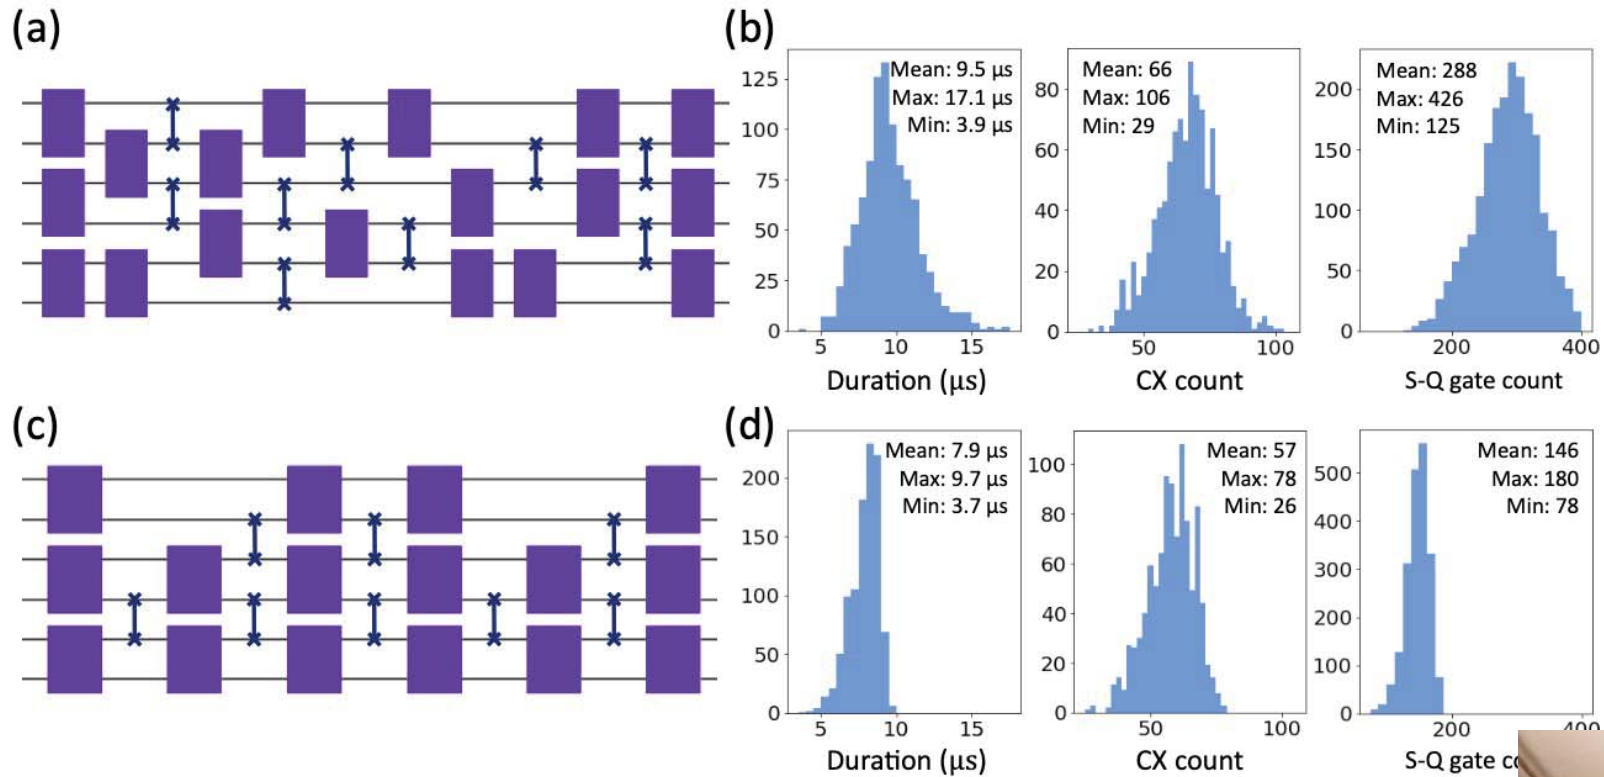 (a)
(b)
125
100
75
50
25
0
5
10
15
Mean: 9.5 µs
Max: 17.1 µs
Min: 3.9 µs
Duration (µs)
80
60
40
20
0
50
100
Mean: 66
Max: 106
Min: 29
CX count
200
150
100
50
0
200
400
Mean: 288
Max: 426
Min: 125
S-Q gate count
(c)
(d)
200
150
100
50
0
5
10
15
Mean: 7.9 µs
Max: 9.7 µs
Min: 3.7 µs
Duration (µs)
100
80
60
40
20
0
50
100
Mean: 57
Max: 78
Min: 26
CX count
500
400
300
200
100
0
200
400
Mean: 146
Max: 180
Min: 78
S-Q gate